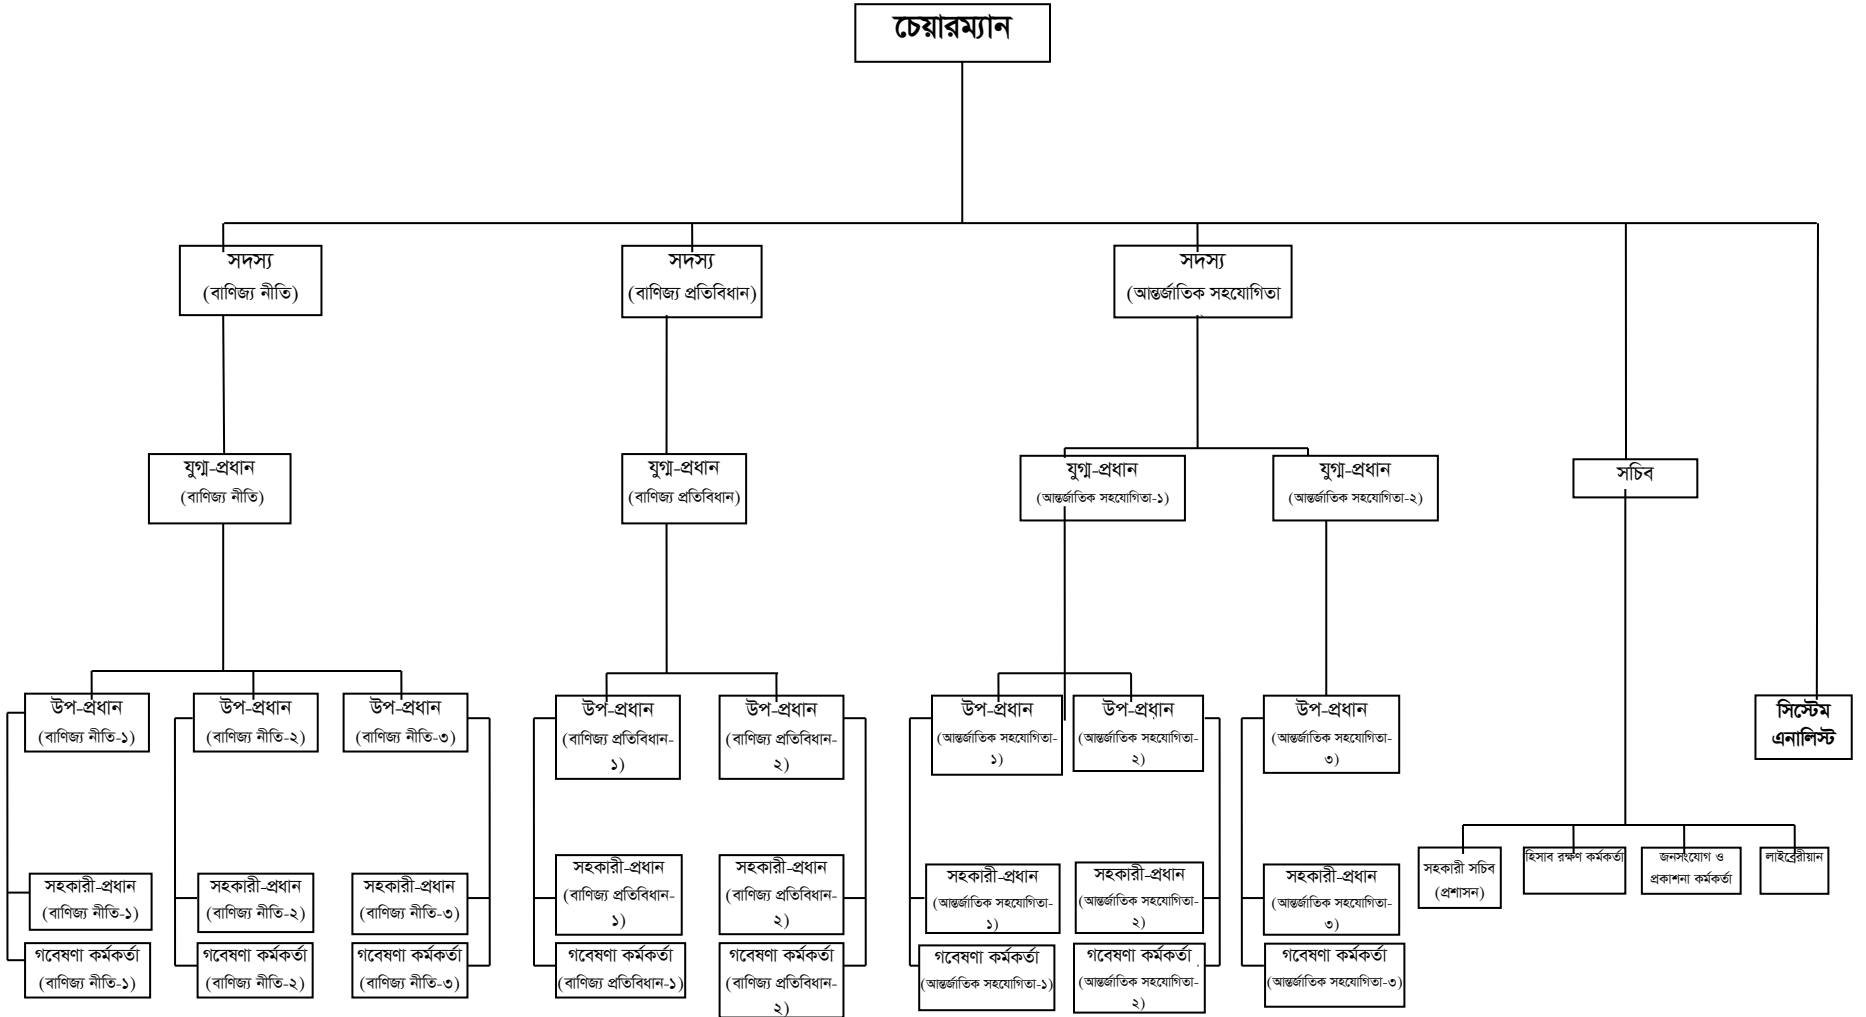 চেয়ারম্যান
সদস্য
(বাণিজ্য নীতি)
সদস্য
(বাণিজ্য প্রতিবিধান)
সদস্য
(আন্তর্জাতিক সহযোগিতা
যুগ্ম-প্রধান
(বাণিজ্য নীতি)
যুগ্ম-প্রধান
(বাণিজ্য প্রতিবিধান)
যুগ্ম-প্রধান
(আন্তর্জাতিক সহযোগিতা-১)
যুগ্ম-প্রধান
(আন্তর্জাতিক সহযোগিতা-২)
সচিব
উপ-প্রধান
(বাণিজ্য নীতি-১)
উপ-প্রধান
(বাণিজ্য নীতি-২)
উপ-প্রধান
(বাণিজ্য নীতি-৩)
উপ-প্রধান
(বাণিজ্য প্রতিবিধান-
১)
উপ-প্রধান
(বাণিজ্য প্রতিবিধান-
২)
উপ-প্রধান
(আন্তর্জাতিক সহযোগিতা-
১)
উপ-প্রধান
(আন্তর্জাতিক সহযোগিতা-
২)
উপ-প্রধান
(আন্তর্জাতিক সহযোগিতা-
৩)
সিস্টেম
এনালিস্ট
সহকারী-প্রধান
(বাণিজ্য নীতি-১)
সহকারী-প্রধান
(বাণিজ্য নীতি-২)
সহকারী-প্রধান
(বাণিজ্য নীতি-৩)
সহকারী-প্রধান
(বাণিজ্য প্রতিবিধান-
১)
সহকারী-প্রধান
(বাণিজ্য প্রতিবিধান-
২)
সহকারী-প্রধান
(আন্তর্জাতিক সহযোগিতা-
১)
সহকারী-প্রধান
(আন্তর্জাতিক সহযোগিতা-
২)
সহকারী-প্রধান
(আন্তর্জাতিক সহযোগিতা-
৩)
সহকারী সচিব
(প্রশাসন)
হিসাব রক্ষণ কর্মকর্তা
জনসংযোগ ও
প্রকাশনা কর্মকর্তা
লাইব্রেরীয়ান
গবেষণা কর্মকর্তা
(বাণিজ্য নীতি-১)
গবেষণা কর্মকর্তা
(বাণিজ্য নীতি-২)
গবেষণা কর্মকর্তা
(বাণিজ্য নীতি-৩)
গবেষণা কর্মকর্তা
(বাণিজ্য প্রতিবিধান-১)
গবেষণা কর্মকর্তা
(বাণিজ্য প্রতিবিধান-
২)
গবেষণা কর্মকর্তা
(আন্তর্জাতিক সহযোগিতা-১)
গবেষণা কর্মকর্তা
(আন্তর্জাতিক সহযোগিতা-
২)
গবেষণা কর্মকর্তা
(আন্তর্জাতিক সহযোগিতা-৩)